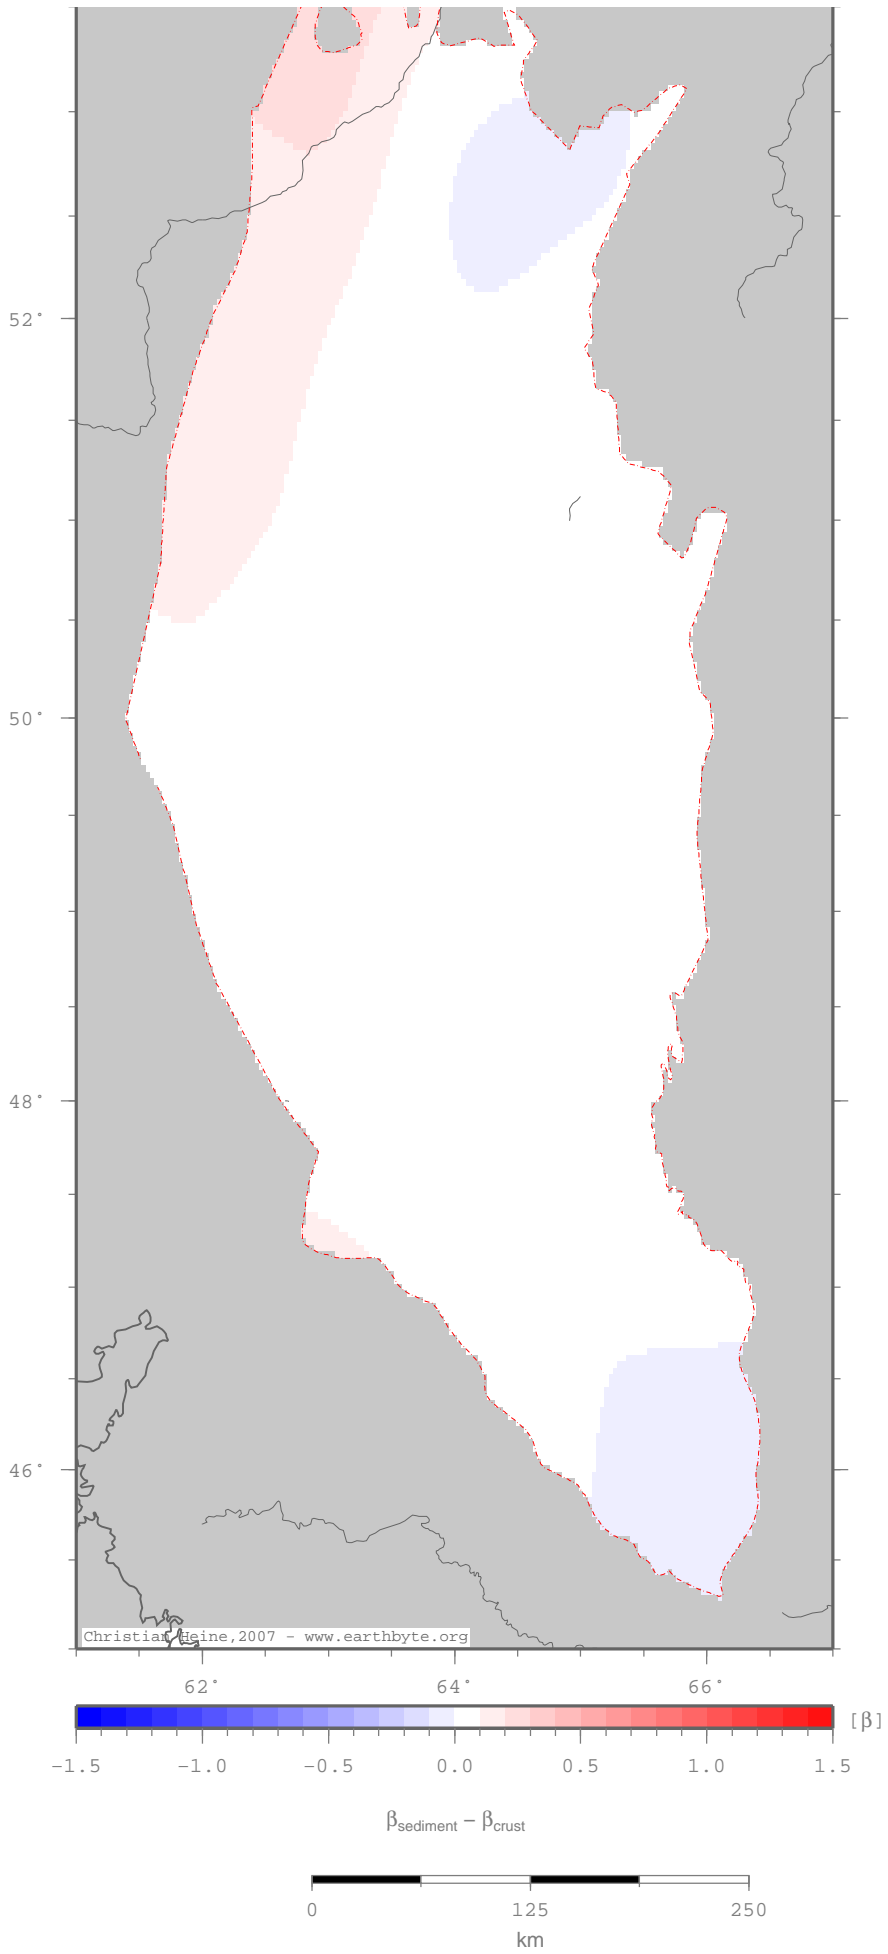 52°
50°
48°
46°
Christian Heine,2007 - www.earthbyte.org
62° 64° 66°
[β]
−1.5 −1.0 −0.5 0.0 0.5 1.0 1.5
βsediment − βcrust
0 125 250
km